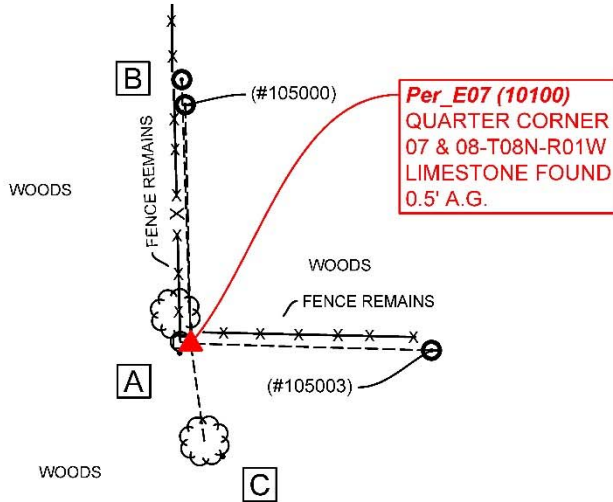 B
(#105000)
Per_E07 (10100)
QUARTER CORNER
07 & 08-T08N-R01W
LIMESTONE FOUND
0.5' A.G.
WOODS
FENCE REMAINS
WOODS
FENCE REMAINS
A
(#105003)
WOODS
C